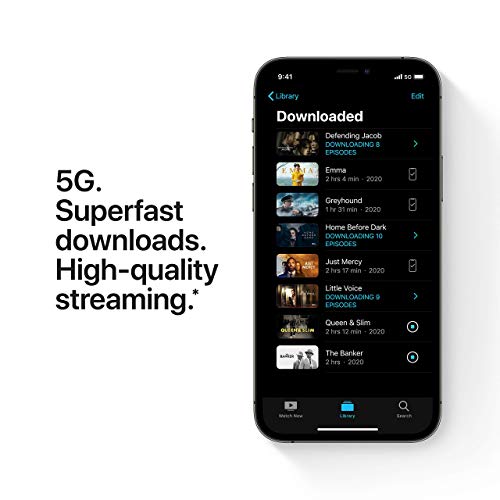 5G.
Superfast
downloads.
High-quality
streaming.*
9:41
5G
Library
Edit
Downloaded
Defending Jacob
DOWNLOADING 8
EPISODES
EMMA
Emma
2 hrs 4 min · 2020
Greyhound
1 hr 31 min · 2020
Home Before Dark
DOWNLOADING 10
EPISODES
JUST MERCY
Just Mercy
2 hrs 17 min · 2020
Little Voice
DOWNLOADING 9
EPISODES
QUEEN & SLIM
Queen & Slim
2 hrs 12 min · 2020
BANKER
The Banker
2 hrs · 2020
Watch Now
Library
Search